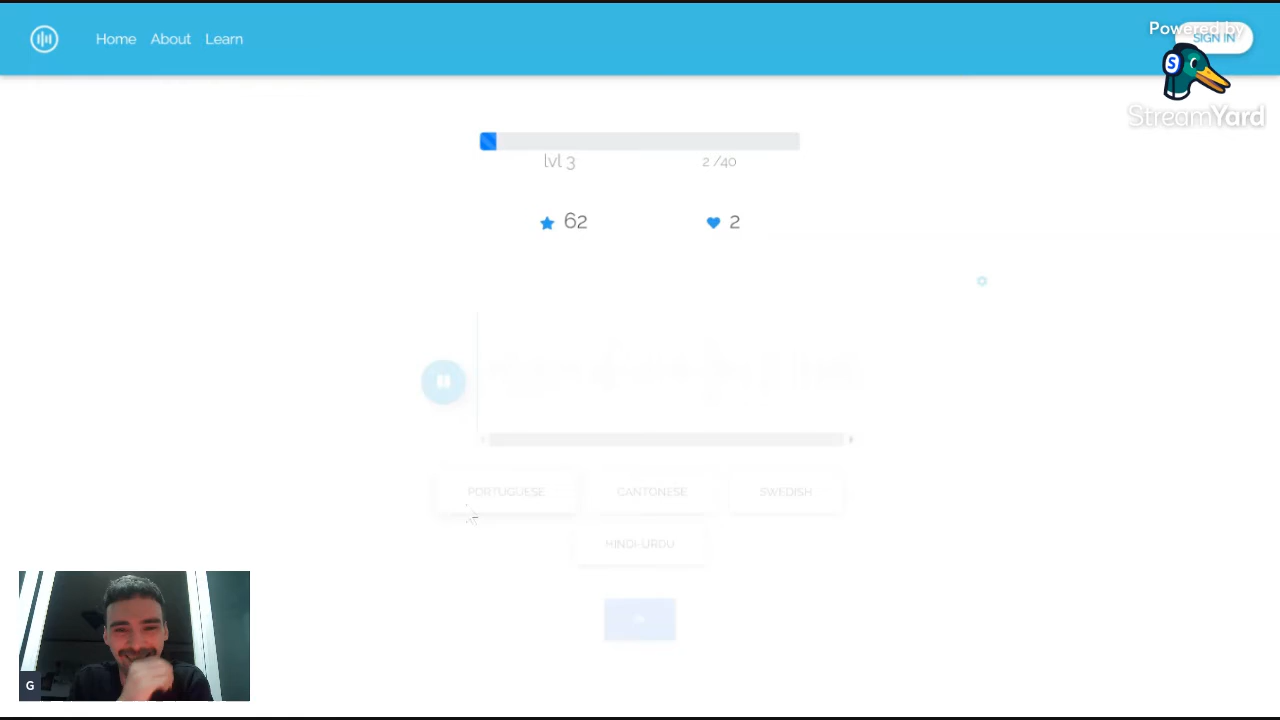 Home About Learn
Powered by
SIGN IN
S
StreamYard
lvl 3 2 /40
62 2
PORTUGUESE CANTONESE SWEDISH
HINDI-URDU
G